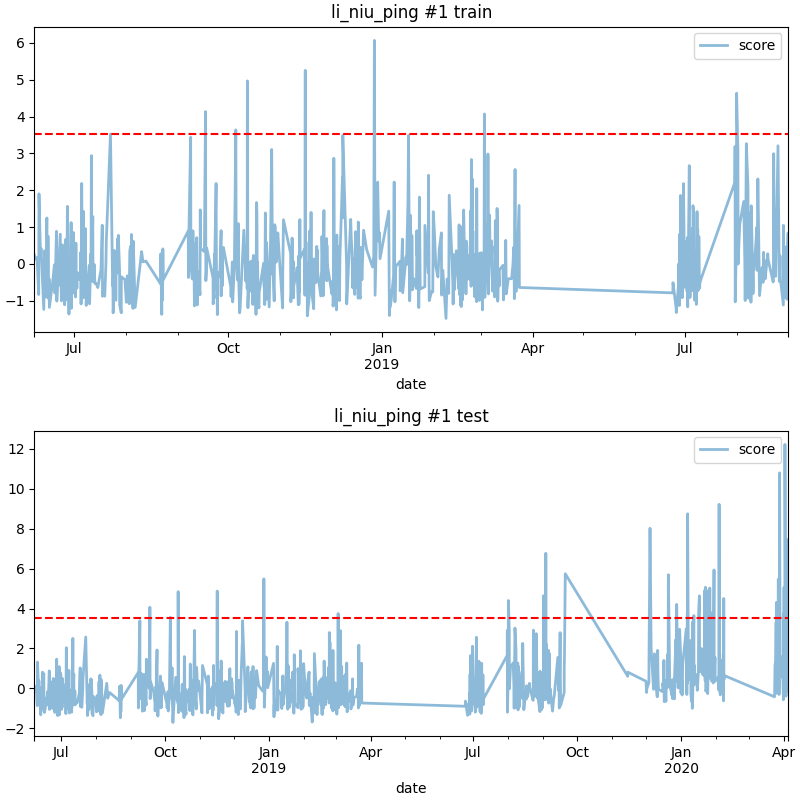 li_niu_ping #1 train
score
6
5
4
3
2
1
0
−1
Jul Oct Jan Apr Jul
2019
date
li_niu_ping #1 test
score
12
10
8
6
4
2
0
−2
Jul Oct Jan Apr Jul Oct Jan Apr
2019 2020
date